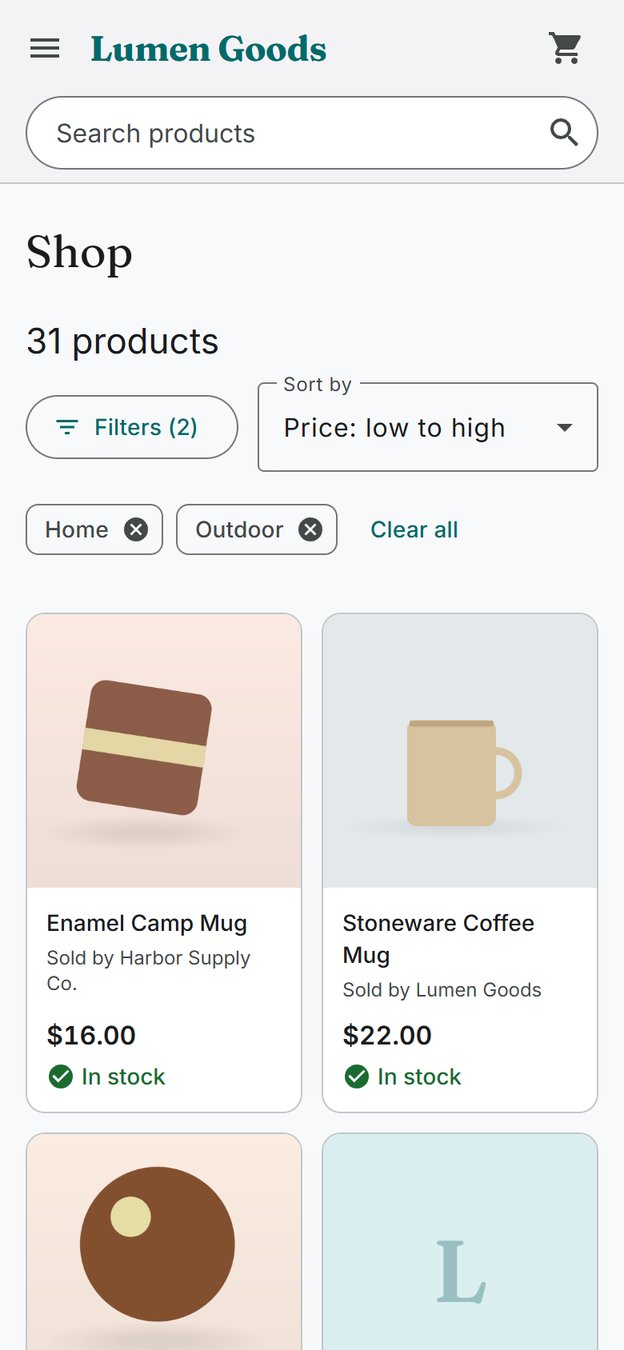 Lumen Goods
Search products
Shop
31 products
Filters (2)
Sort by
Price: low to high
Home
Outdoor
Clear all
Enamel Camp Mug
Sold by Harbor Supply
Co.
$16.00
In stock
Stoneware Coffee
Mug
Sold by Lumen Goods
$22.00
In stock
L